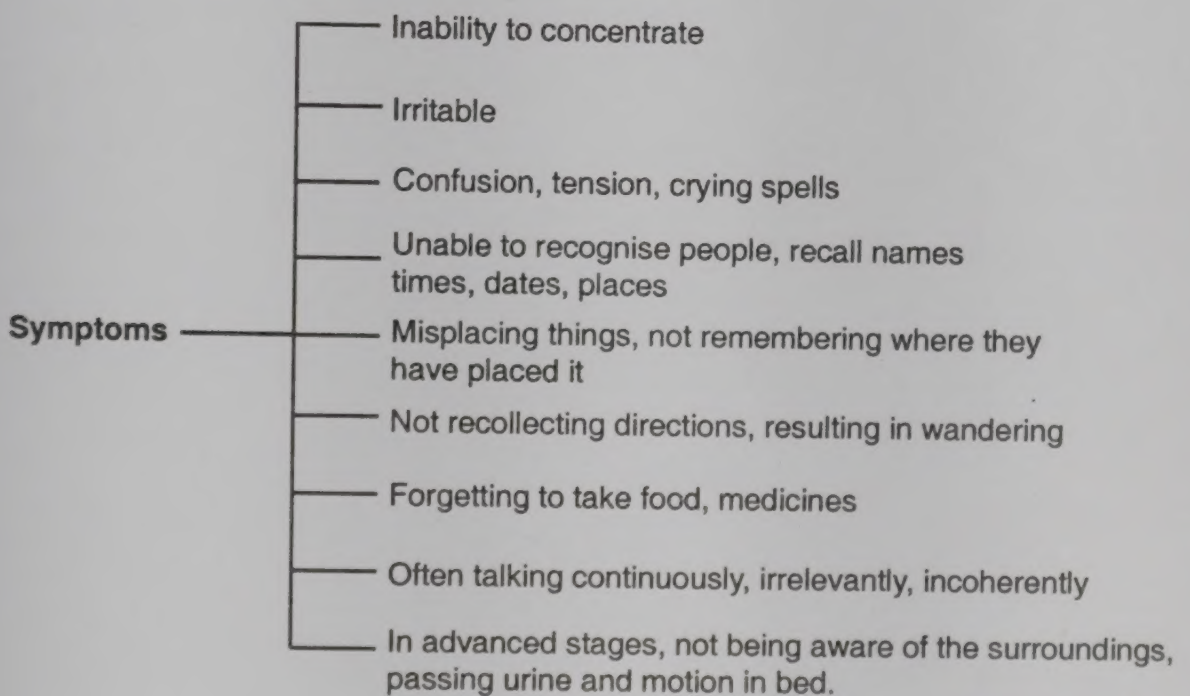 Inability to concentrate
Irritable
Confusion, tension, crying spells
Unable to recognise people, recall names
times, dates, places
Symptoms
Misplacing things, not remembering where they
have placed it
Not recollecting directions, resulting in wandering
Forgetting to take food, medicines
Often talking continuously, irrelevantly, incoherently
In advanced stages, not being aware of the surroundings,
passing urine and motion in bed.